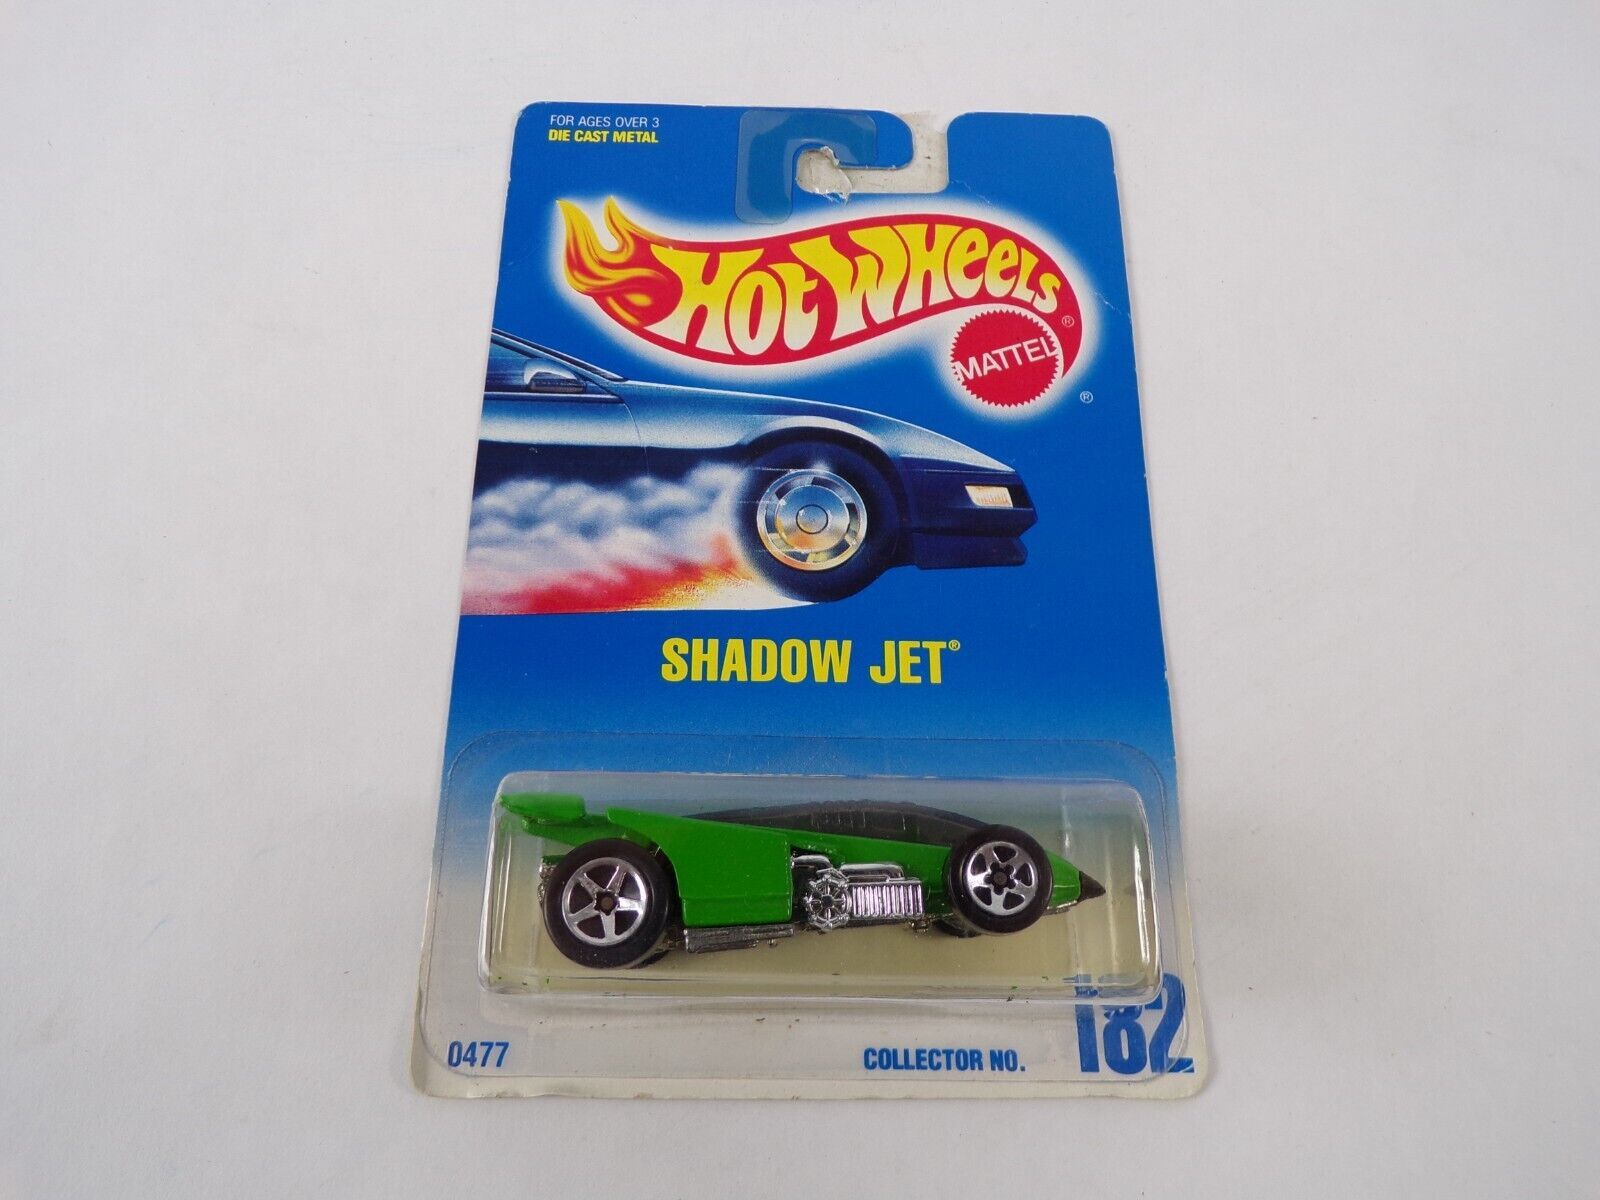 FOR AGES OVER 3
DIE CAST METAL
HOT WHEELS ®
MATTEL ®
SHADOW JET®
0477
COLLECTOR NO. 182